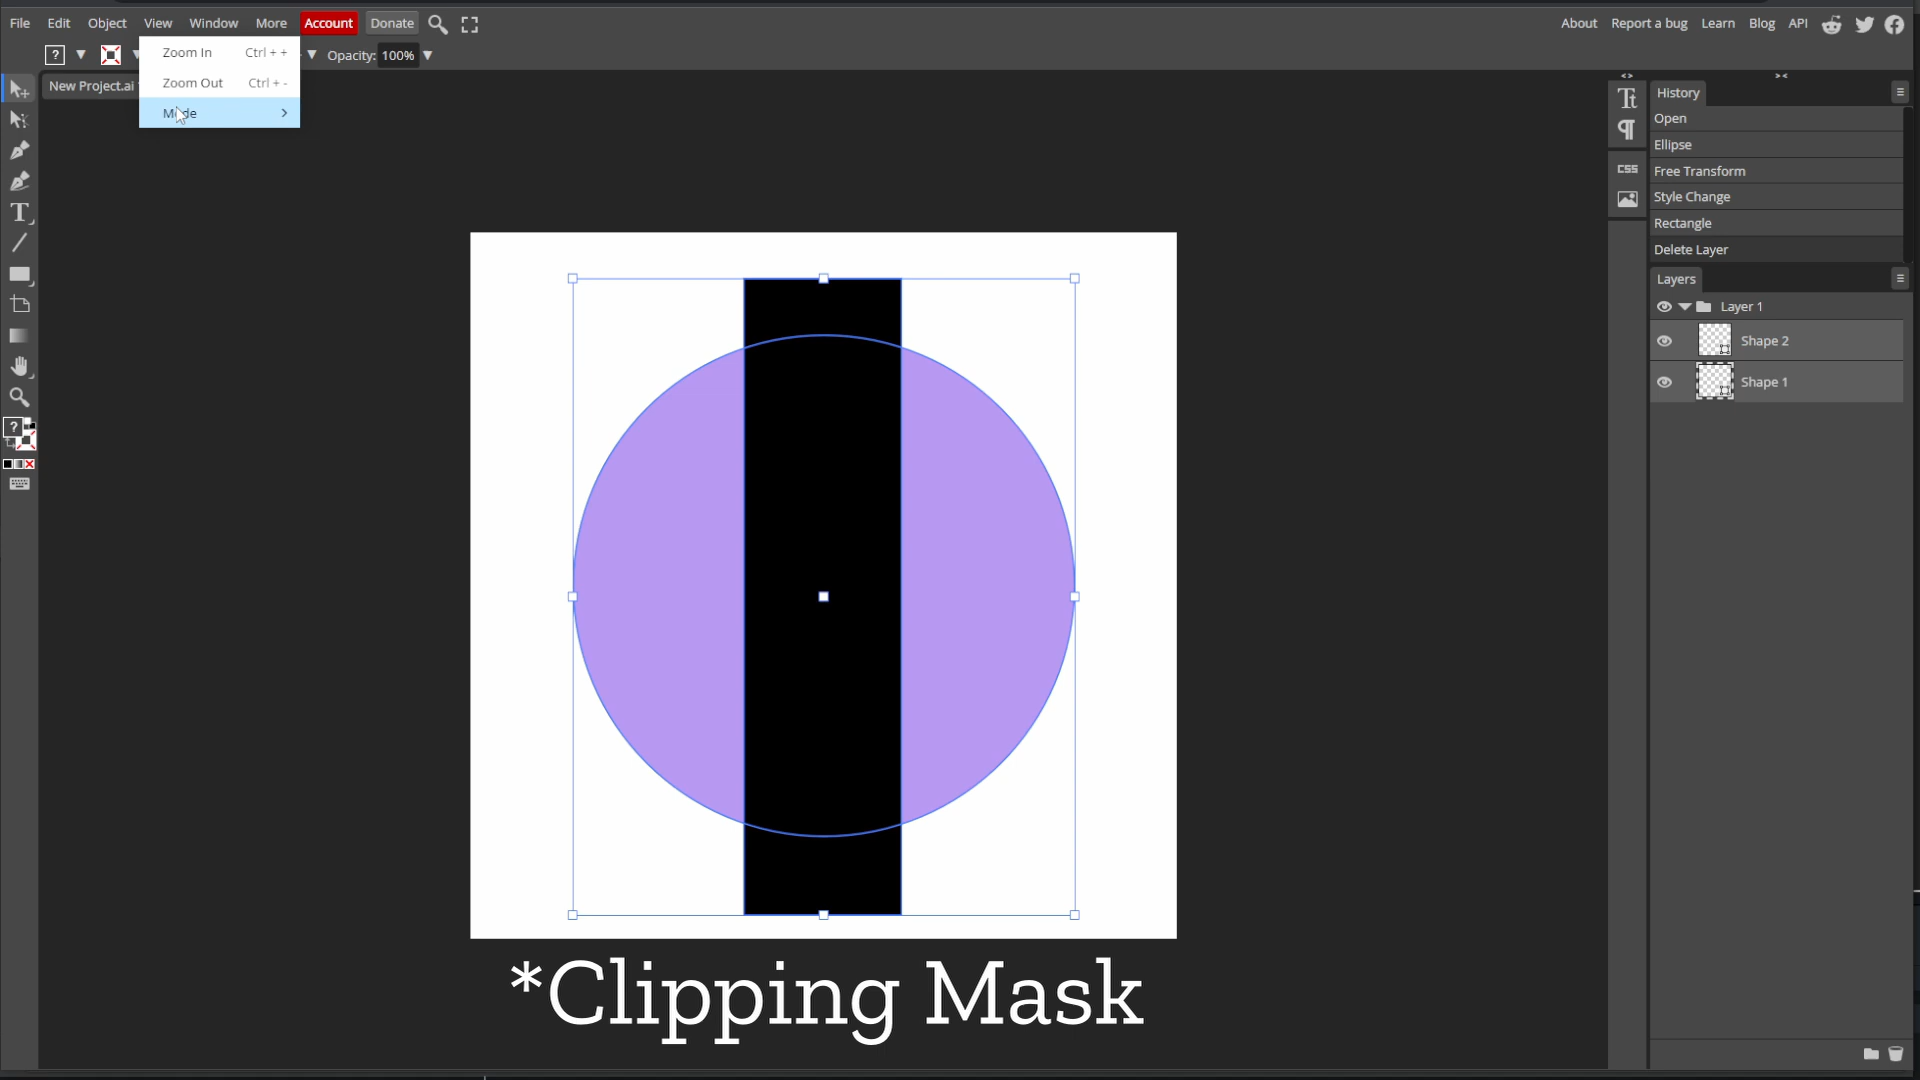 File Edit Object View Window More Account Donate About Report a bug Learn Blog API
? Opacity: 100%
Zoom In Ctrl + +
Zoom Out Ctrl + -
Mode >
New Project.ai
History
Open
Ellipse
Free Transform
Style Change
Rectangle
Delete Layer
CSS
Layers
Layer 1
Shape 2
Shape 1
*Clipping Mask